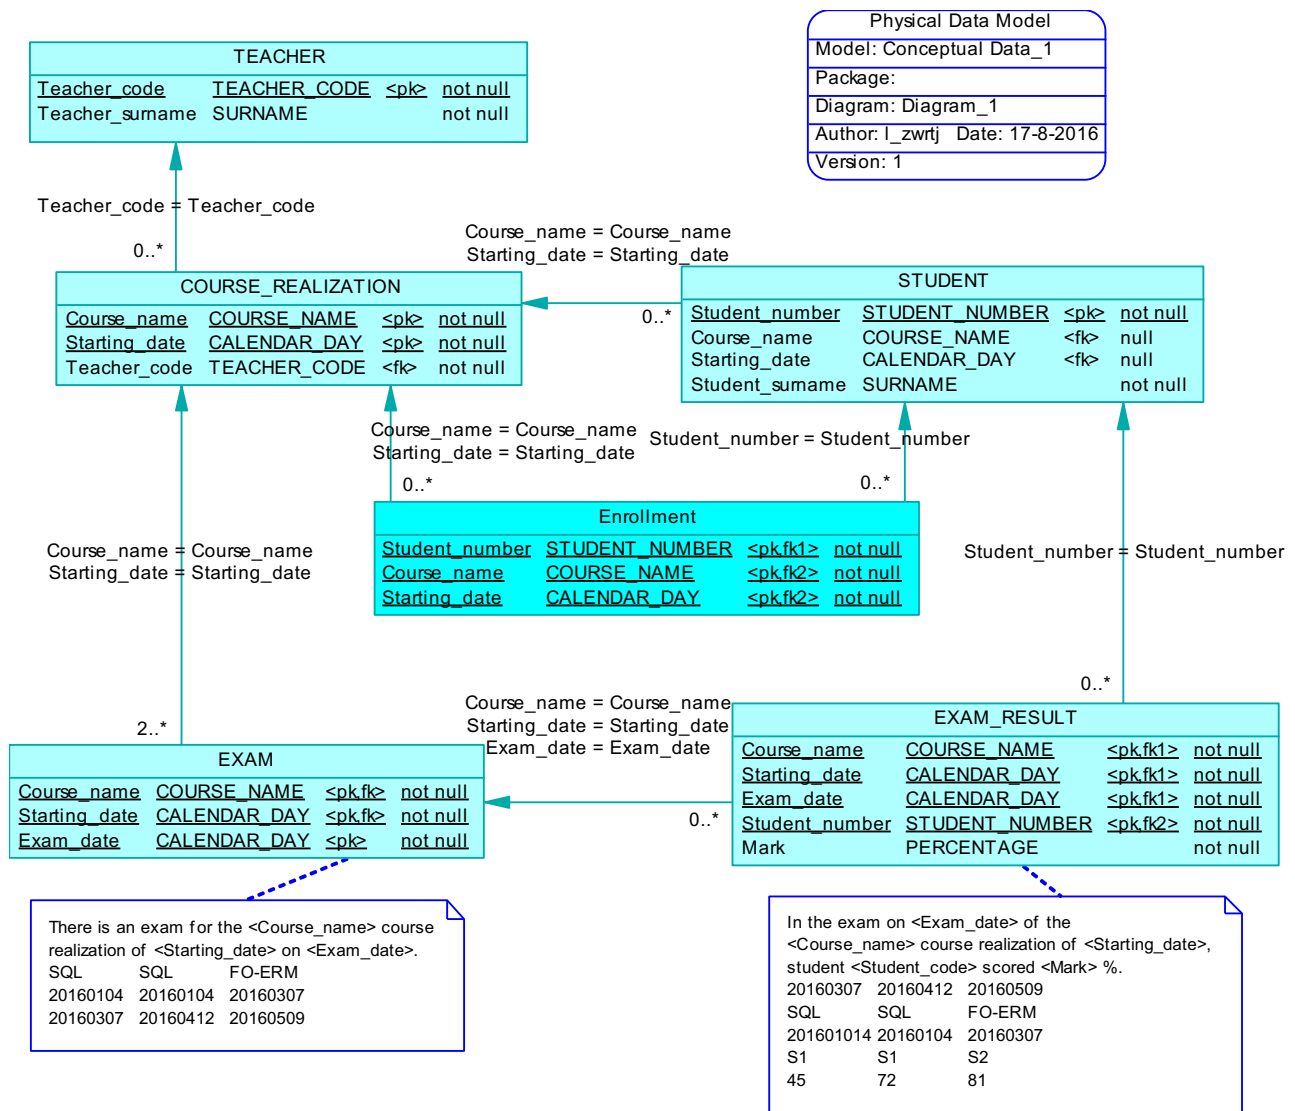 Physical Data Model
Model: Conceptual Data_1
Package:
Diagram: Diagram_1
Author: l_zwrtj Date: 17-8-2016
Version: 1
TEACHER
Teacher_code TEACHER_CODE <pk> not null
Teacher_surname SURNAME not null
Teacher_code = Teacher_code
0..*
Course_name = Course_name
Starting_date = Starting_date
0..*
COURSE_REALIZATION
Course_name COURSE_NAME <pk> not null
Starting_date CALENDAR_DAY <pk> not null
Teacher_code TEACHER_CODE <fk> not null
STUDENT
Student_number STUDENT_NUMBER <pk> not null
Course_name COURSE_NAME <fk> null
Starting_date CALENDAR_DAY <fk> null
Student_surname SURNAME not null
Course_name = Course_name
Starting_date = Starting_date
0..*
Student_number = Student_number
0..*
Enrollment
Student_number STUDENT_NUMBER <pk,fk1> not null
Course_name COURSE_NAME <pk,fk2> not null
Starting_date CALENDAR_DAY <pk,fk2> not null
Course_name = Course_name
Starting_date = Starting_date
2..*
Student_number = Student_number
0..*
Course_name = Course_name
Starting_date = Starting_date
Exam_date = Exam_date
0..*
EXAM
Course_name COURSE_NAME <pk,fk> not null
Starting_date CALENDAR_DAY <pk,fk> not null
Exam_date CALENDAR_DAY <pk> not null
EXAM_RESULT
Course_name COURSE_NAME <pk,fk1> not null
Starting_date CALENDAR_DAY <pk,fk1> not null
Exam_date CALENDAR_DAY <pk,fk1> not null
Student_number STUDENT_NUMBER <pk,fk2> not null
Mark PERCENTAGE not null
There is an exam for the <Course_name> course
realization of <Starting_date> on <Exam_date>.
SQL SQL FO-ERM
20160104 20160104 20160307
20160307 20160412 20160509
In the exam on <Exam_date> of the
<Course_name> course realization of <Starting_date>,
student <Student_code> scored <Mark> %.
20160307 20160412 20160509
SQL SQL FO-ERM
201601014 20160104 20160307
S1 S1 S2
45 72 81